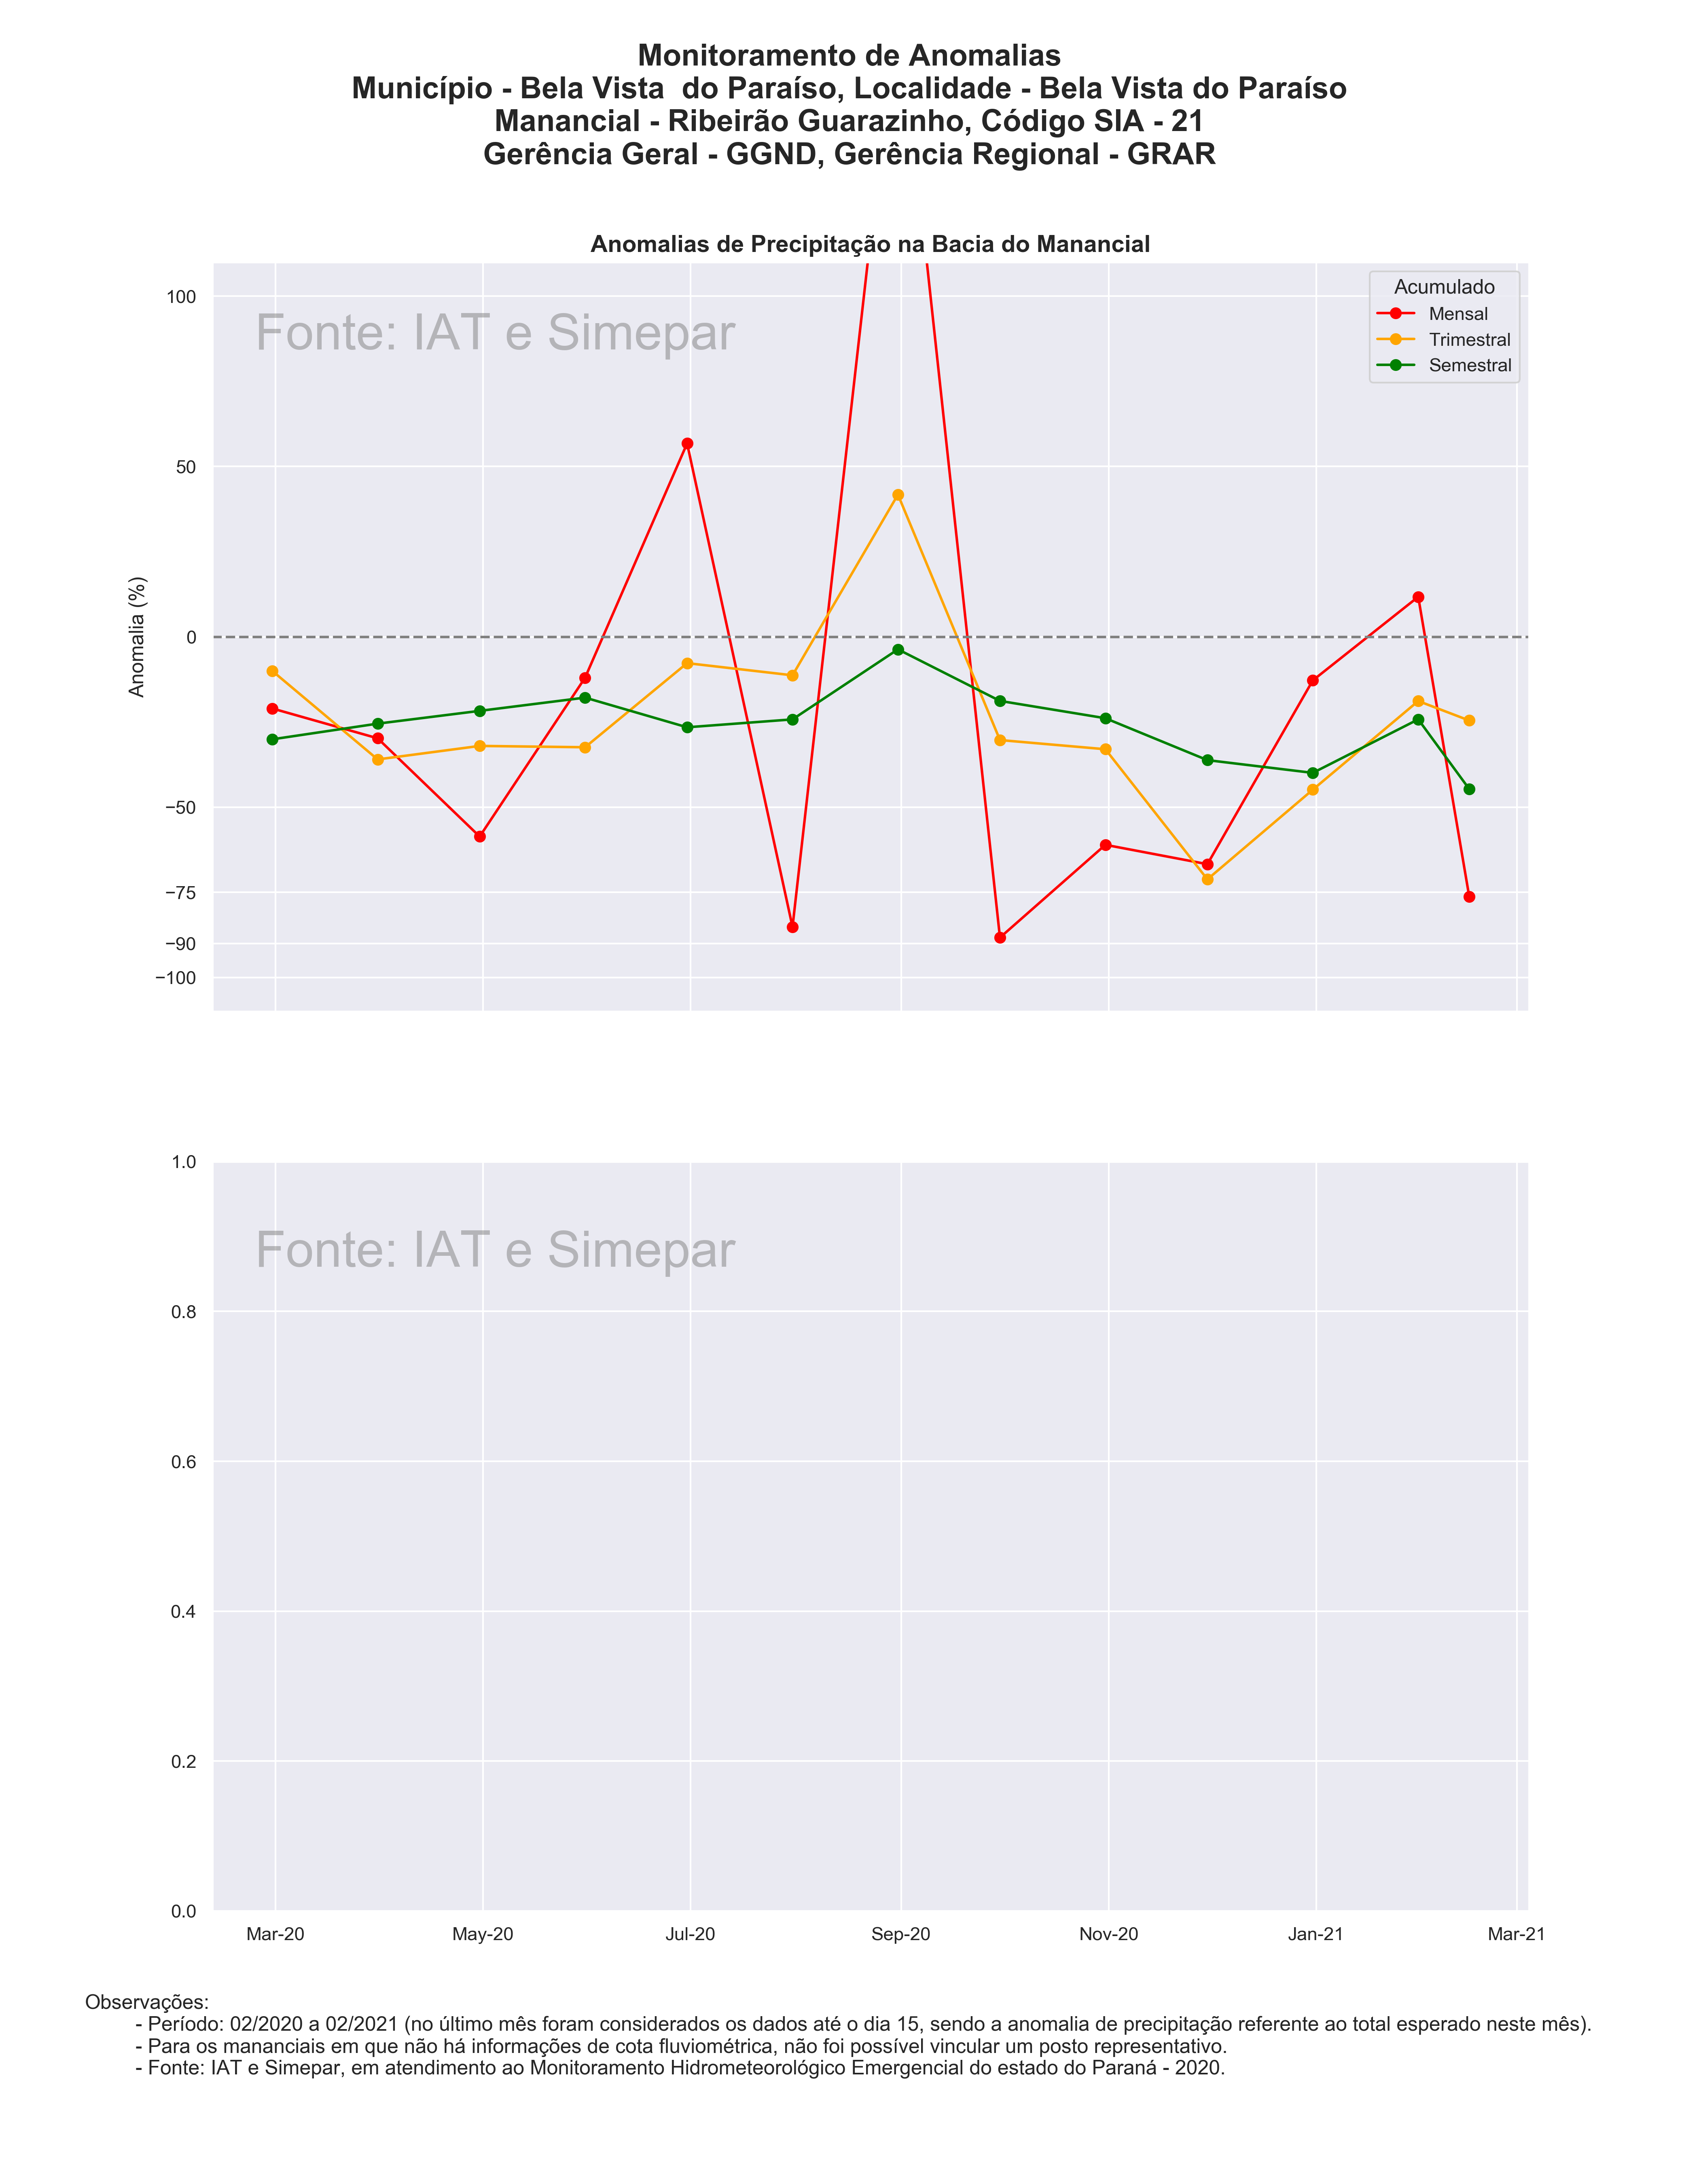 Monitoramento de Anomalias
Município - Bela Vista  do Paraíso, Localidade - Bela Vista do Paraíso
Manancial - Ribeirão Guarazinho, Código SIA - 21
Gerência Geral - GGND, Gerência Regional - GRAR
Anomalias de Precipitação na Bacia do Manancial
Fonte: IAT e Simepar
Acumulado
Mensal
Trimestral
Semestral
Anomalia (%)
100
50
0
−50
−75
−90
−100
Fonte: IAT e Simepar
1.0
0.8
0.6
0.4
0.2
0.0
Mar-20 May-20 Jul-20 Sep-20 Nov-20 Jan-21 Mar-21
Observações:
- Período: 02/2020 a 02/2021 (no último mês foram considerados os dados até o dia 15, sendo a anomalia de precipitação referente ao total esperado neste mês).
- Para os mananciais em que não há informações de cota fluviométrica, não foi possível vincular um posto representativo.
- Fonte: IAT e Simepar, em atendimento ao Monitoramento Hidrometeorológico Emergencial do estado do Paraná - 2020.